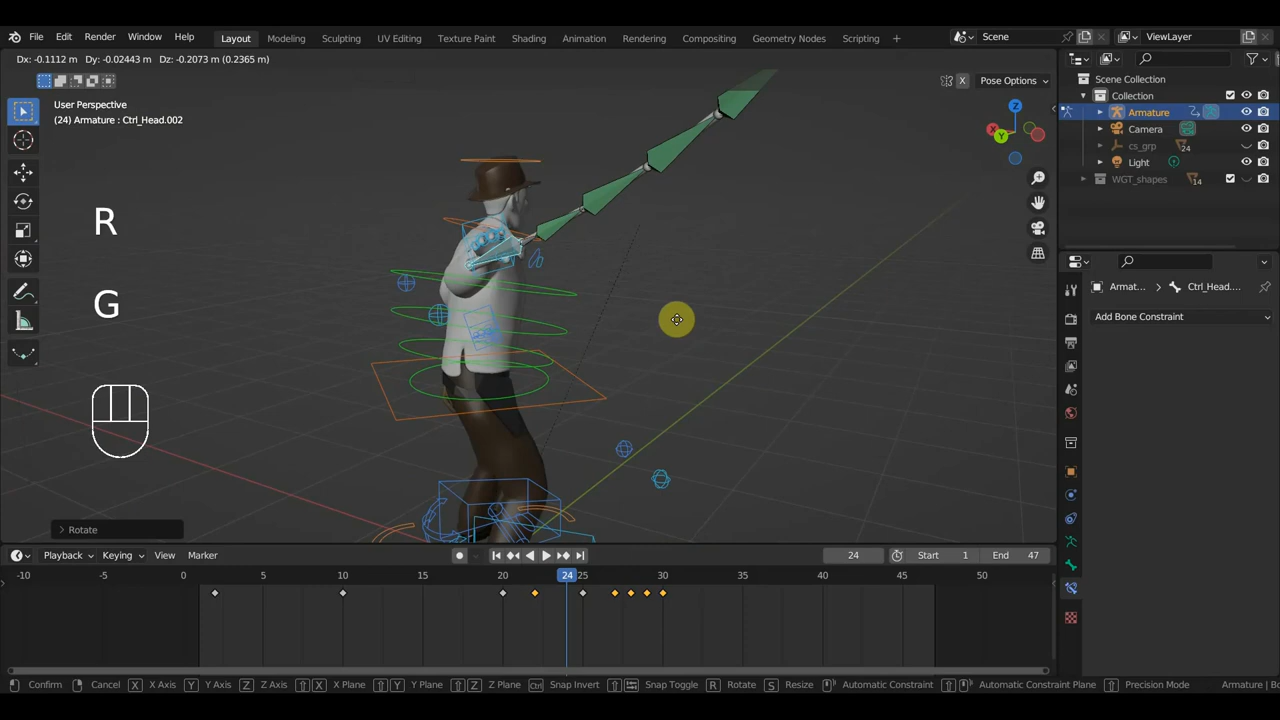 File Edit Render Window Help Layout Modeling Sculpting UV Editing Texture Paint Shading Animation Rendering Compositing Geometry Nodes Scripting + Scene ViewLayer
Dx: -0.1112 m Dy: -0.02443 m Dz: -0.2073 m (0.2365 m)
X Pose Options
User Perspective
(24) Armature : Ctrl_Head.002
Z
X
Y
R
G
Rotate
Scene Collection
Collection
Armature
Camera
cs_grp 24
Light
WGT_shapes 14
Armat... > Ctrl_Head....
Add Bone Constraint
Playback Keying View Marker 24 Start 1 End 47
-10 -5 0 5 10 15 20 24 25 30 35 40 45 50
Confirm Cancel X X Axis Y Y Axis Z Z Axis X X Plane Y Y Plane Z Z Plane Ctrl Snap Invert Snap Toggle R Rotate S Resize Automatic Constraint Automatic Constraint Plane Precision Mode Armature | Bo